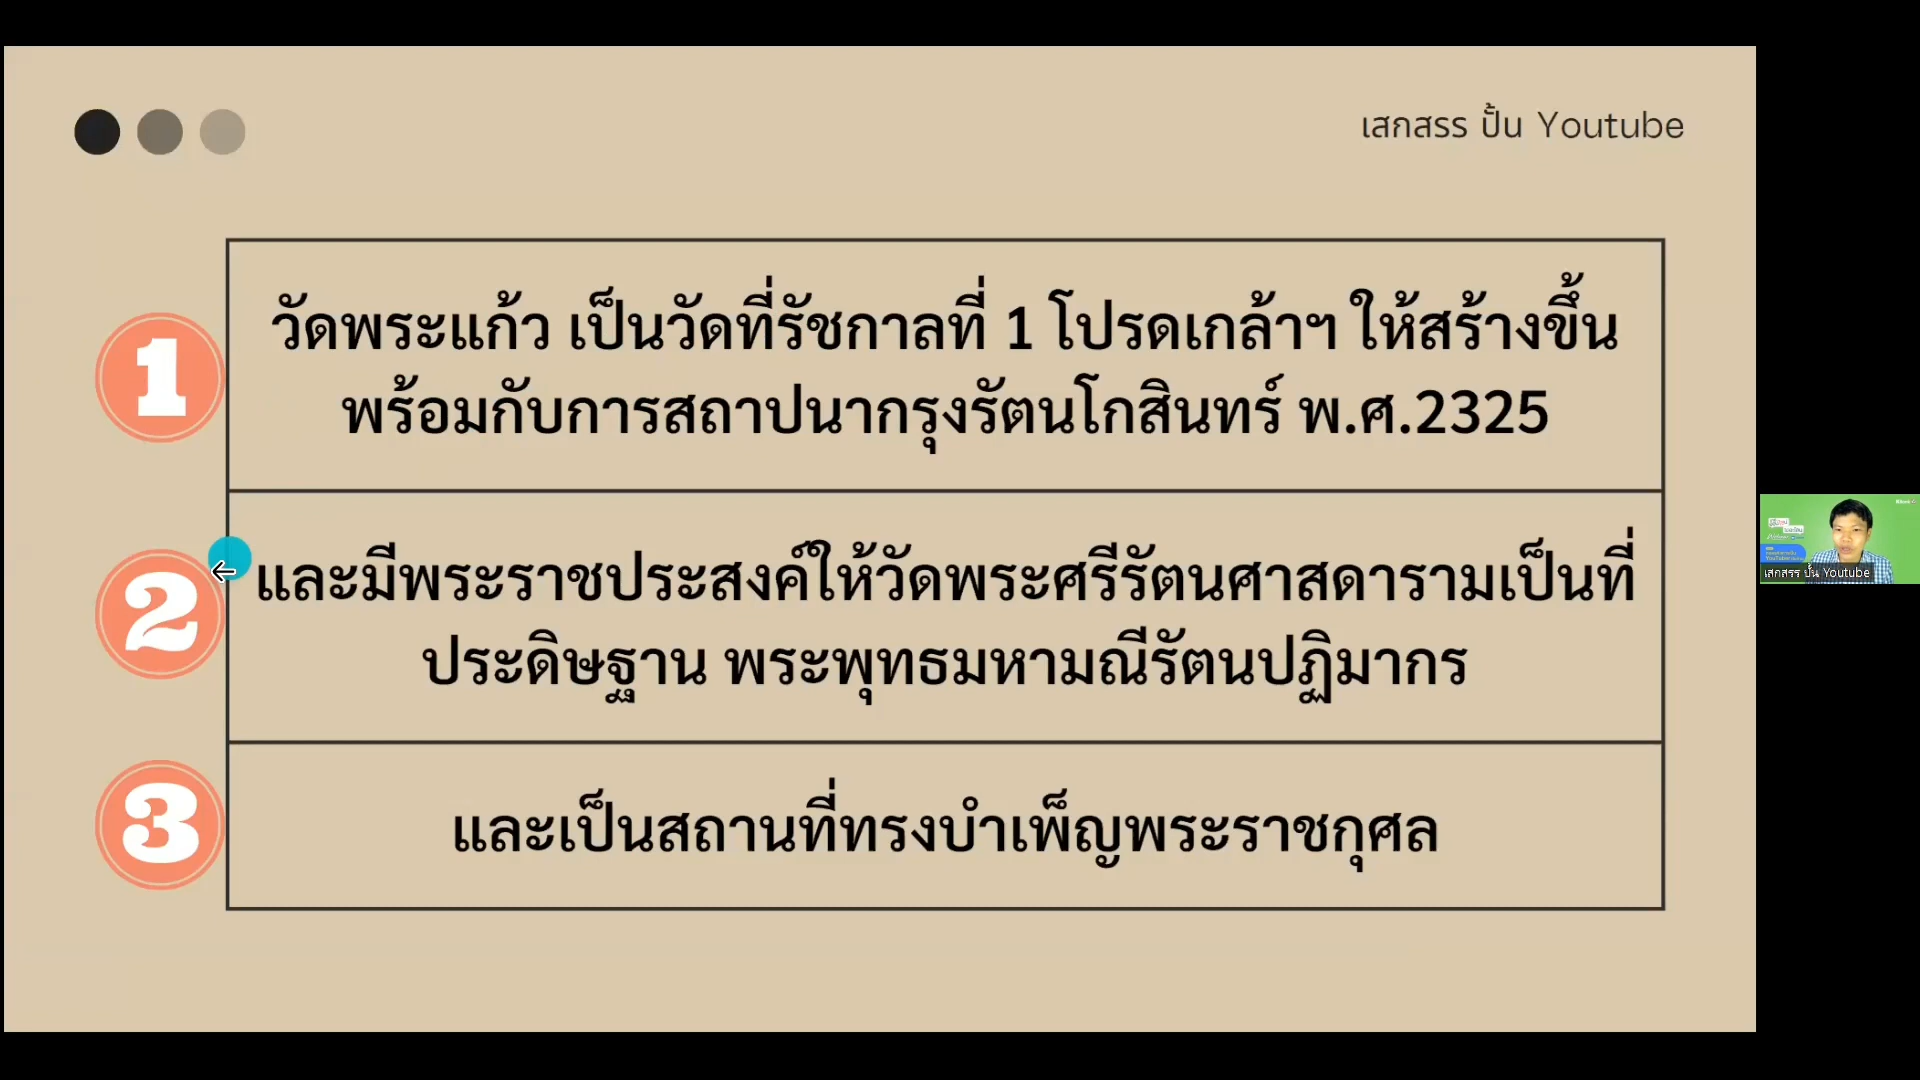 เสกสรร ปั้น Youtube
1
วัดพระแก้ว เป็นวัดที่รัชกาลที่ 1 โปรดเกล้าฯ ให้สร้างขึ้น
พร้อมกับการสถาปนากรุงรัตนโกสินทร์ พ.ศ.2325
2
และมีพระราชประสงค์ให้วัดพระศรีรัตนศาสดารามเป็นที่
ประดิษฐาน พระพุทธมหามณีรัตนปฏิมากร
3
และเป็นสถานที่ทรงบำเพ็ญพระราชกุศล
เสกสรร ปั้น Youtube